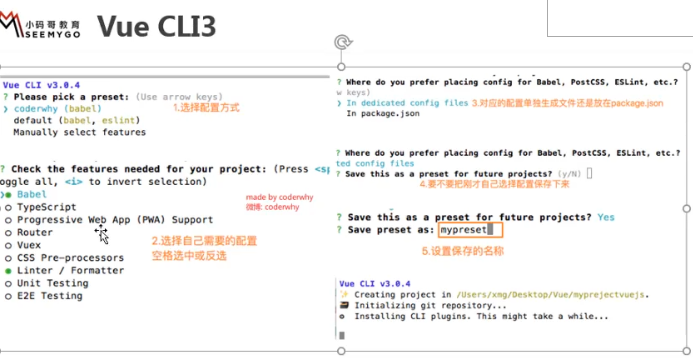 小码哥教育
SEEMYGO
Vue CLI3
Vue CLI v3.0.4
? Please pick a preset: (Use arrow keys)
❯ coderwhy (babel)
default (babel, eslint)
Manually select features
1.选择配置方式
? Check the features needed for your project: (Press <sp
oggle all, <i> to invert selection)
❯◉ Babel
○ TypeScript
○ Progressive Web App (PWA) Support
○ Router
○ Vuex
○ CSS Pre-processors
◉ Linter / Formatter
○ Unit Testing
○ E2E Testing
made by coderwhy
微博: coderwhy
2.选择自己需要的配置
空格选中或反选
? Where do you prefer placing config for Babel, PostCSS, ESLint, etc.?
w keys)
❯ In dedicated config files
3.对应的配置单独生成文件还是放在package.json
In package.json
? Where do you prefer placing config for Babel, PostCSS, ESLint, etc.?
ted config files
? Save this as a preset for future projects? (y/N)
4.要不要把刚才自己选择配置保存下来
? Save this as a preset for future projects? Yes
? Save preset as: mypreset
5.设置保存的名称
Vue CLI v3.0.4
Creating project in /Users/xmg/Desktop/Vue/myprejectvuejs.
Initializing git repository...
Installing CLI plugins. This might take a while...